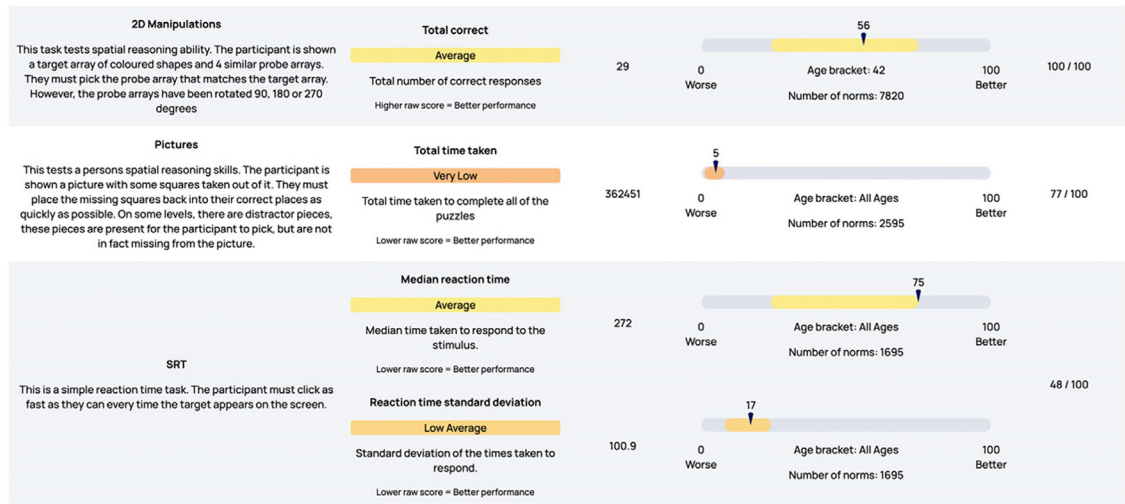 2D Manipulations
This task tests spatial reasoning ability. The participant is shown
a target array of coloured shapes and 4 similar probe arrays.
They must pick the probe array that matches the target array.
However, the probe arrays have been rotated 90, 180 or 270
degrees
Total correct
Average
Total number of correct responses
Higher raw score = Better performance
29
56
0
Worse
Age bracket: 42
Number of norms: 7820
100
Better
100 / 100
Pictures
This tests a persons spatial reasoning skills. The participant is
shown a picture with some squares taken out of it. They must
place the missing squares back into their correct places as
quickly as possible. On some levels, there are distractor pieces,
these pieces are present for the participant to pick, but are not
in fact missing from the picture.
Total time taken
Very Low
Total time taken to complete all of the
puzzles
Lower raw score = Better performance
362451
5
0
Worse
Age bracket: All Ages
Number of norms: 2595
100
Better
77 / 100
SRT
This is a simple reaction time task. The participant must click as
fast as they can every time the target appears on the screen.
Median reaction time
Average
Median time taken to respond to the
stimulus.
Lower raw score = Better performance
272
75
0
Worse
Age bracket: All Ages
Number of norms: 1695
100
Better
Reaction time standard deviation
Low Average
Standard deviation of the times taken to
respond.
Lower raw score = Better performance
100.9
17
0
Worse
Age bracket: All Ages
Number of norms: 1695
100
Better
48 / 100